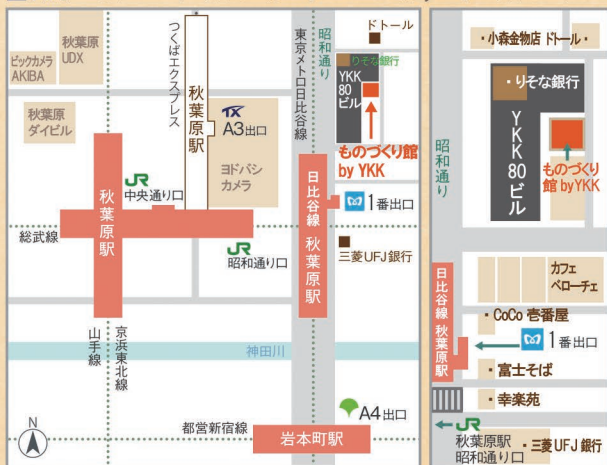 ビックカメラ
AKIBA
秋葉原
UDX
秋葉原
ダイビル
つくばエクスプレス
秋葉原駅
TX
A3出口
ヨドバシ
カメラ
JR
中央通り口
秋葉原駅
総武線
JR
昭和通り口
山手線
京浜東北線
神田川
東京メトロ日比谷線
昭和通り
ドトール
りそな銀行
YKK
80
ビル
ものづくり館
by YKK
日比谷線 秋葉原駅
1番出口
三菱UFJ銀行
A4出口
都営新宿線
岩本町駅
N
・小森金物店 ドトール・
・りそな銀行
YKK80ビル
ものづくり
館 byYKK
昭和通り
カフェ
ベローチェ
・CoCo 壱番屋
日比谷線 秋葉原駅
1番出口
・富士そば
・幸楽苑
JR
秋葉原駅
昭和通り口
・三菱UFJ 銀行